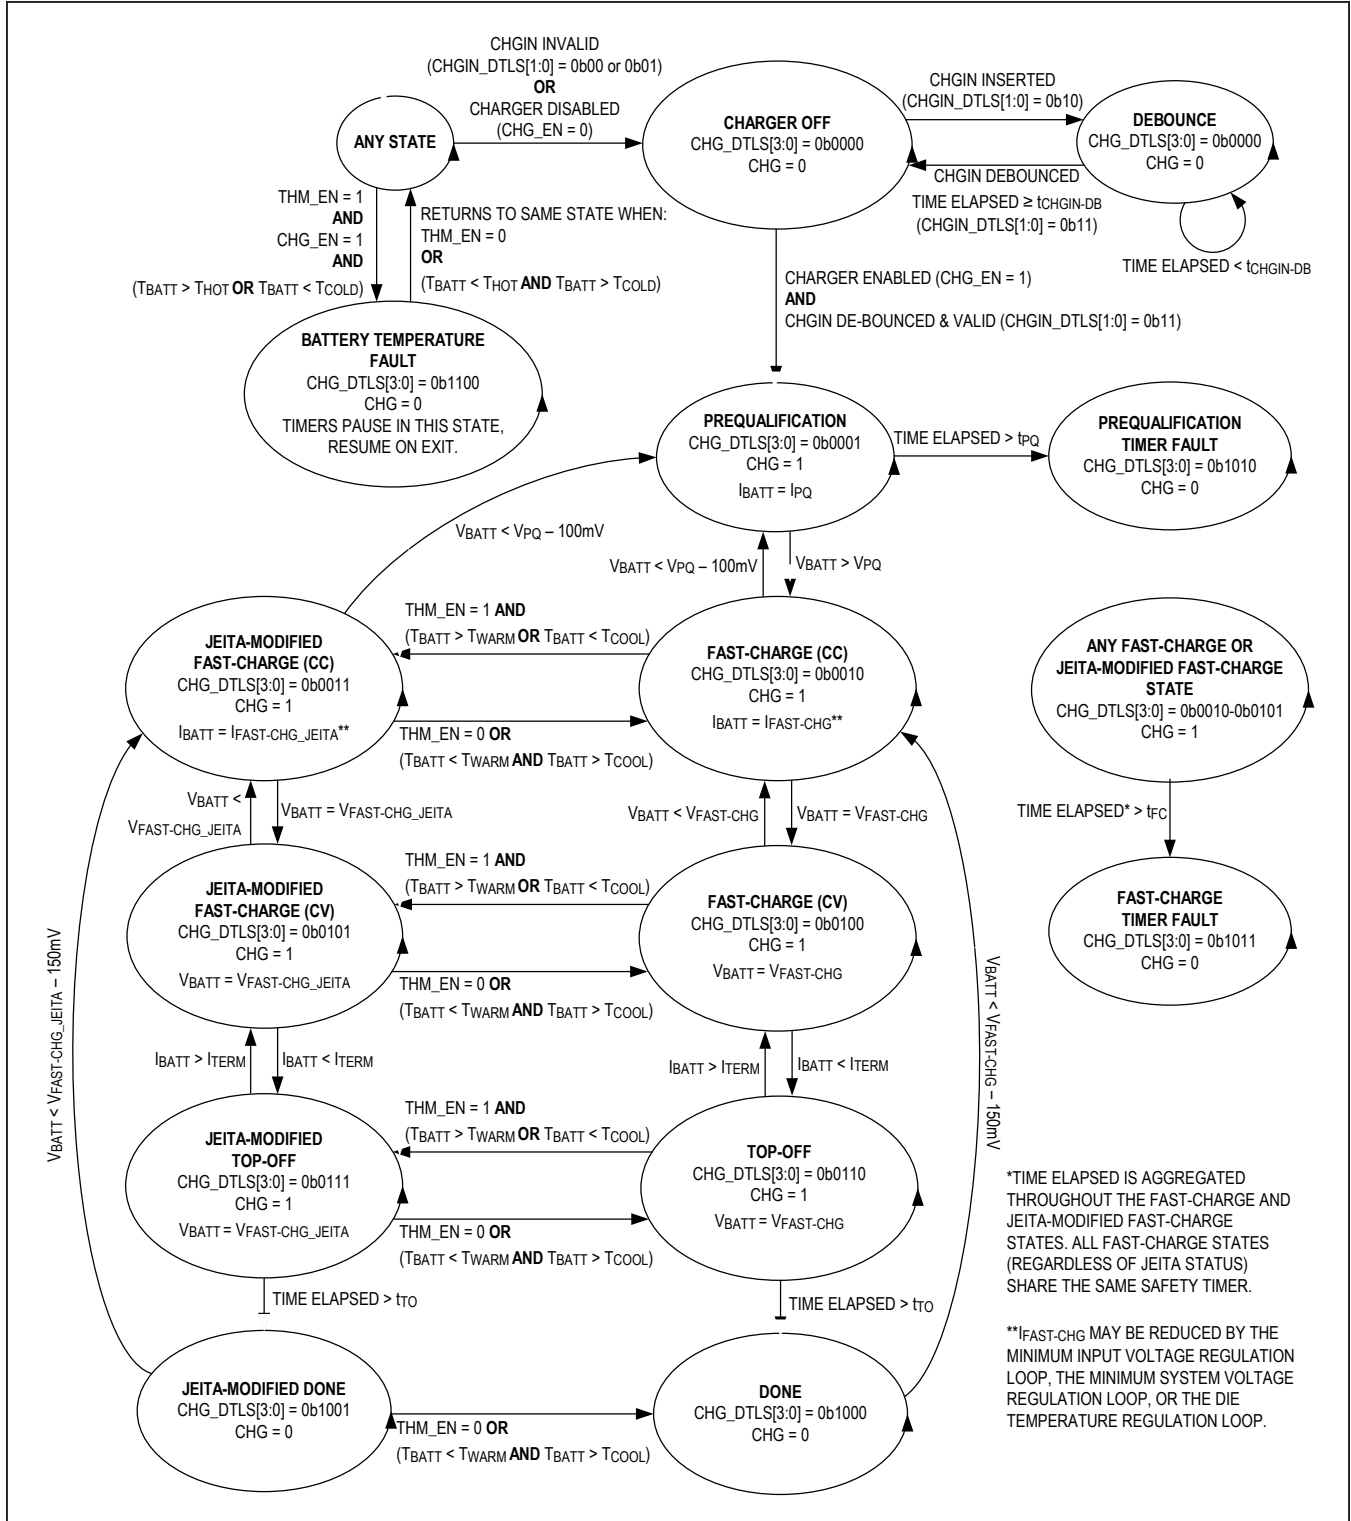 CHGIN INVALID
(CHGIN_DTLS[1:0] = 0b00 or 0b01)
OR
CHARGER DISABLED
(CHG_EN = 0)
ANY STATE
CHARGER OFF
CHG_DTLS[3:0] = 0b0000
CHG = 0
CHGIN INSERTED
(CHGIN_DTLS[1:0] = 0b10)
DEBOUNCE
CHG_DTLS[3:0] = 0b0000
CHG = 0
CHGIN DEBOUNCED
TIME ELAPSED ≥ tCHGIN-DB
(CHGIN_DTLS[1:0] = 0b11)
TIME ELAPSED < tCHGIN-DB
THM_EN = 1
AND
CHG_EN = 1
AND
(TBATT > THOT OR TBATT < TCOLD)
RETURNS TO SAME STATE WHEN:
THM_EN = 0
OR
(TBATT < THOT AND TBATT > TCOLD)
CHARGER ENABLED (CHG_EN = 1)
AND
CHGIN DE-BOUNCED & VALID (CHGIN_DTLS[1:0] = 0b11)
BATTERY TEMPERATURE
FAULT
CHG_DTLS[3:0] = 0b1100
CHG = 0
TIMERS PAUSE IN THIS STATE,
RESUME ON EXIT.
PREQUALIFICATION
CHG_DTLS[3:0] = 0b0001
CHG = 1
IBATT = IPQ
TIME ELAPSED > tPQ
PREQUALIFICATION
TIMER FAULT
CHG_DTLS[3:0] = 0b1010
CHG = 0
VBATT < VPQ – 100mV
VBATT < VPQ – 100mV
VBATT > VPQ
JEITA-MODIFIED
FAST-CHARGE (CC)
CHG_DTLS[3:0] = 0b0011
CHG = 1
IBATT = IFAST-CHG_JEITA**
THM_EN = 1 AND
(TBATT > TWARM OR TBATT < TCOOL)
THM_EN = 0 OR
(TBATT < TWARM AND TBATT > TCOOL)
FAST-CHARGE (CC)
CHG_DTLS[3:0] = 0b0010
CHG = 1
IBATT = IFAST-CHG**
ANY FAST-CHARGE OR
JEITA-MODIFIED FAST-CHARGE
STATE
CHG_DTLS[3:0] = 0b0010-0b0101
CHG = 1
VBATT <
VFAST-CHG_JEITA
VBATT = VFAST-CHG_JEITA
VBATT < VFAST-CHG
VBATT = VFAST-CHG
TIME ELAPSED* > tFC
JEITA-MODIFIED
FAST-CHARGE (CV)
CHG_DTLS[3:0] = 0b0101
CHG = 1
VBATT = VFAST-CHG_JEITA
THM_EN = 1 AND
(TBATT > TWARM OR TBATT < TCOOL)
THM_EN = 0 OR
(TBATT < TWARM AND TBATT > TCOOL)
FAST-CHARGE (CV)
CHG_DTLS[3:0] = 0b0100
CHG = 1
VBATT = VFAST-CHG
FAST-CHARGE
TIMER FAULT
CHG_DTLS[3:0] = 0b1011
CHG = 0
VBATT < VFAST-CHG_JEITA – 150mV
VBATT < VFAST-CHG – 150mV
IBATT > ITERM
IBATT < ITERM
IBATT > ITERM
IBATT < ITERM
JEITA-MODIFIED
TOP-OFF
CHG_DTLS[3:0] = 0b0111
CHG = 1
VBATT = VFAST-CHG_JEITA
THM_EN = 1 AND
(TBATT > TWARM OR TBATT < TCOOL)
THM_EN = 0 OR
(TBATT < TWARM AND TBATT > TCOOL)
TOP-OFF
CHG_DTLS[3:0] = 0b0110
CHG = 1
VBATT = VFAST-CHG
*TIME ELAPSED IS AGGREGATED
THROUGHOUT THE FAST-CHARGE AND
JEITA-MODIFIED FAST-CHARGE
STATES. ALL FAST-CHARGE STATES
(REGARDLESS OF JEITA STATUS)
SHARE THE SAME SAFETY TIMER.
TIME ELAPSED > tTO
TIME ELAPSED > tTO
**IFAST-CHG MAY BE REDUCED BY THE
MINIMUM INPUT VOLTAGE REGULATION
LOOP, THE MINIMUM SYSTEM VOLTAGE
REGULATION LOOP, OR THE DIE
TEMPERATURE REGULATION LOOP.
JEITA-MODIFIED DONE
CHG_DTLS[3:0] = 0b1001
CHG = 0
THM_EN = 0 OR
(TBATT < TWARM AND TBATT > TCOOL)
DONE
CHG_DTLS[3:0] = 0b1000
CHG = 0